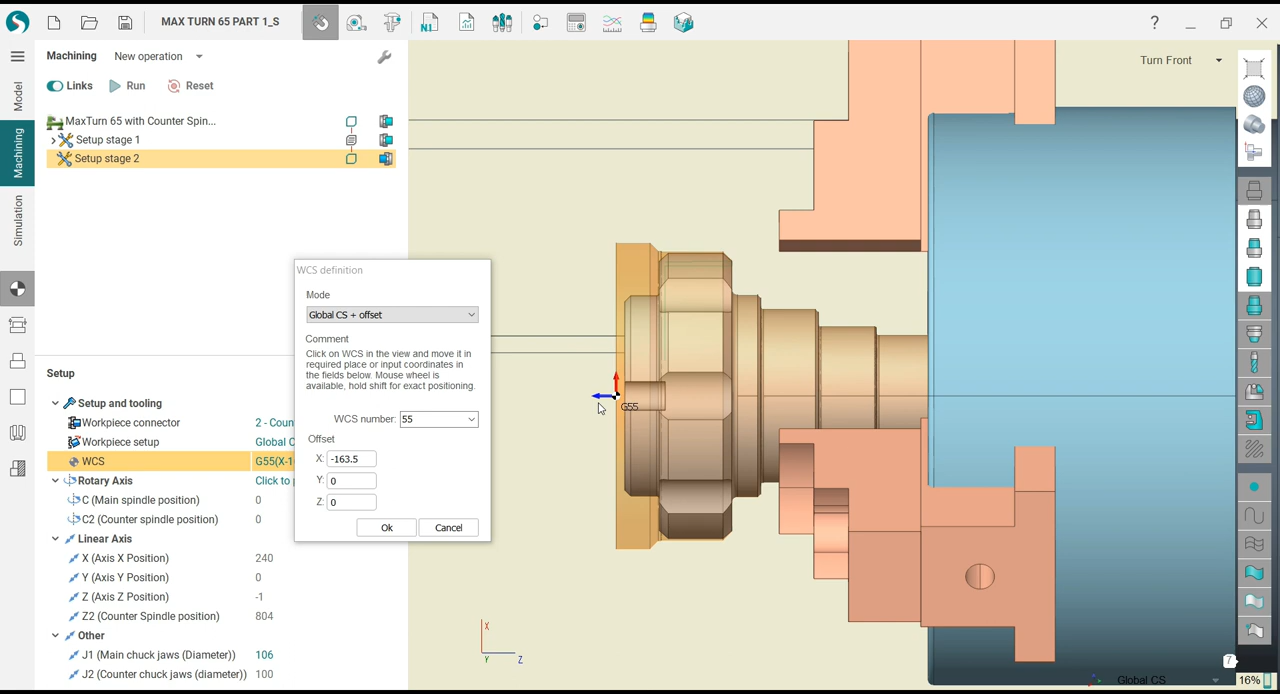 MAX TURN 65 PART 1_S
N.I
?
Machining
New operation
Links
Run
Reset
Model
Machining
Simulation
MaxTurn 65 with Counter Spin...
Setup stage 1
Setup stage 2
Turn Front
Setup
Setup and tooling
Workpiece connector 2 - Coun
Workpiece setup Global C
WCS G55(X-1
Rotary Axis Click to
C (Main spindle position) 0
C2 (Counter spindle position) 0
Linear Axis
X (Axis X Position) 240
Y (Axis Y Position) 0
Z (Axis Z Position) -1
Z2 (Counter Spindle position) 804
Other
J1 (Main chuck jaws (Diameter)) 106
J2 (Counter chuck jaws (diameter)) 100
WCS definition
Mode
Global CS + offset
Comment
Click on WCS in the view and move it in
required place or input coordinates in
the fields below. Mouse wheel is
available, hold shift for exact positioning.
WCS number: 55
Offset
X: -163.5
Y: 0
Z: 0
Ok
Cancel
G55
X
Y
Z
7
Global CS
16%